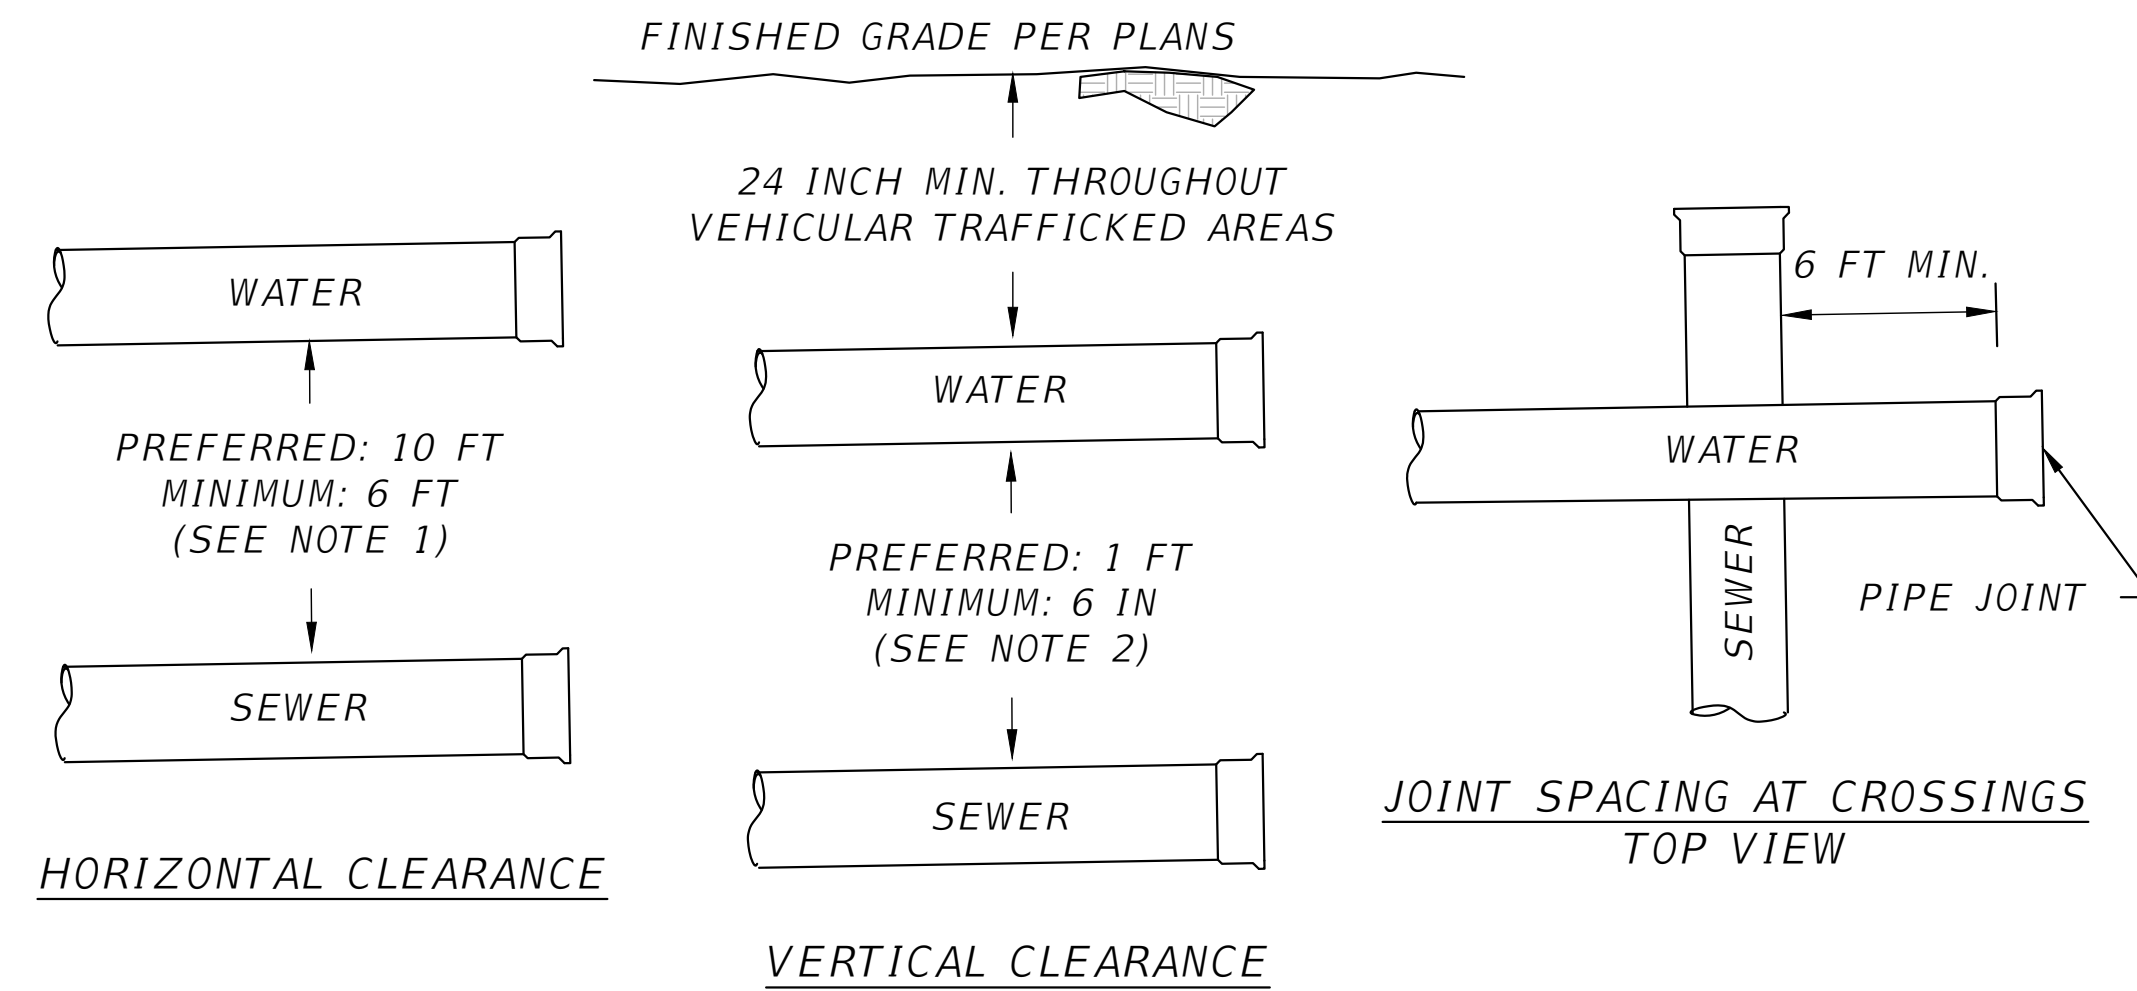 FINISHED GRADE PER PLANS
24 INCH MIN. THROUGHOUT
VEHICULAR TRAFFICKED AREAS
WATER
PREFERRED: 10 FT
MINIMUM: 6 FT
(SEE NOTE 1)
SEWER
HORIZONTAL CLEARANCE
WATER
PREFERRED: 1 FT
MINIMUM: 6 IN
(SEE NOTE 2)
SEWER
VERTICAL CLEARANCE
6 FT MIN.
WATER
SEWER
PIPE JOINT
JOINT SPACING AT CROSSINGS
TOP VIEW